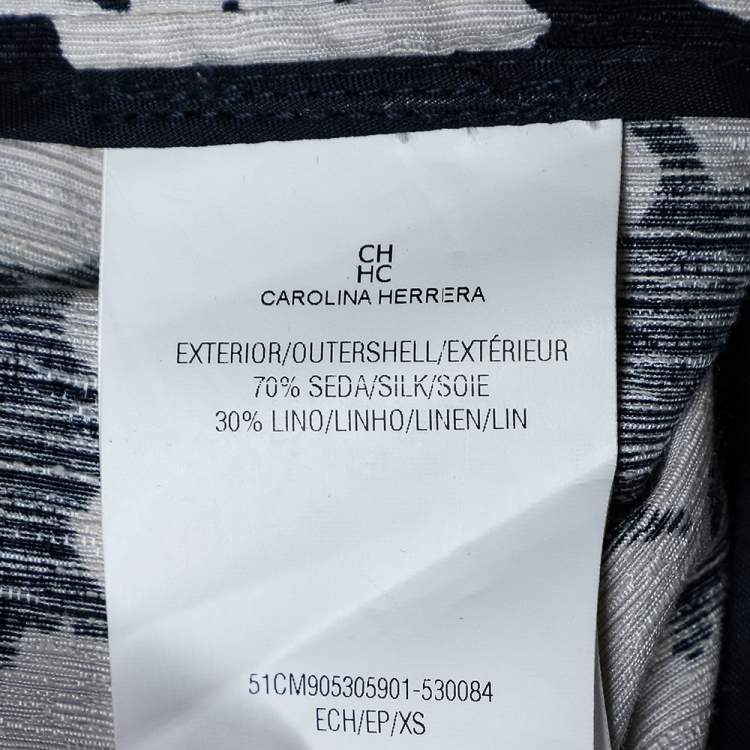 CH
HC
CAROLINA HERRERA
EXTERIOR/OUTERSHELL/EXTÉRIEUR
70% SEDA/SILK/SOIE
30% LINO/LINHO/LINEN/LIN
51CM905305901-530084
ECH/EP/XS